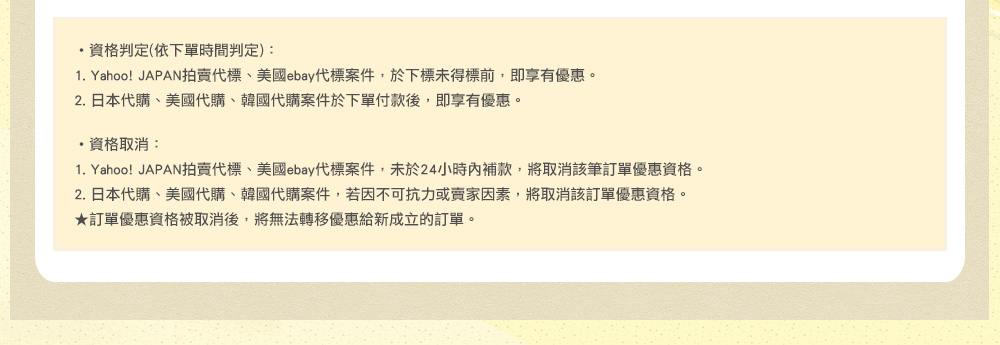 ・資格判定(依下單時間判定)：
1. Yahoo! JAPAN拍賣代標、美國ebay代標案件，於下標未得標前，即享有優惠。
2. 日本代購、美國代購、韓國代購案件於下單付款後，即享有優惠。
・資格取消：
1. Yahoo! JAPAN拍賣代標、美國ebay代標案件，未於24小時內補款，將取消該筆訂單優惠資格。
2. 日本代購、美國代購、韓國代購案件，若因不可抗力或賣家因素，將取消該訂單優惠資格。
★訂單優惠資格被取消後，將無法轉移優惠給新成立的訂單。